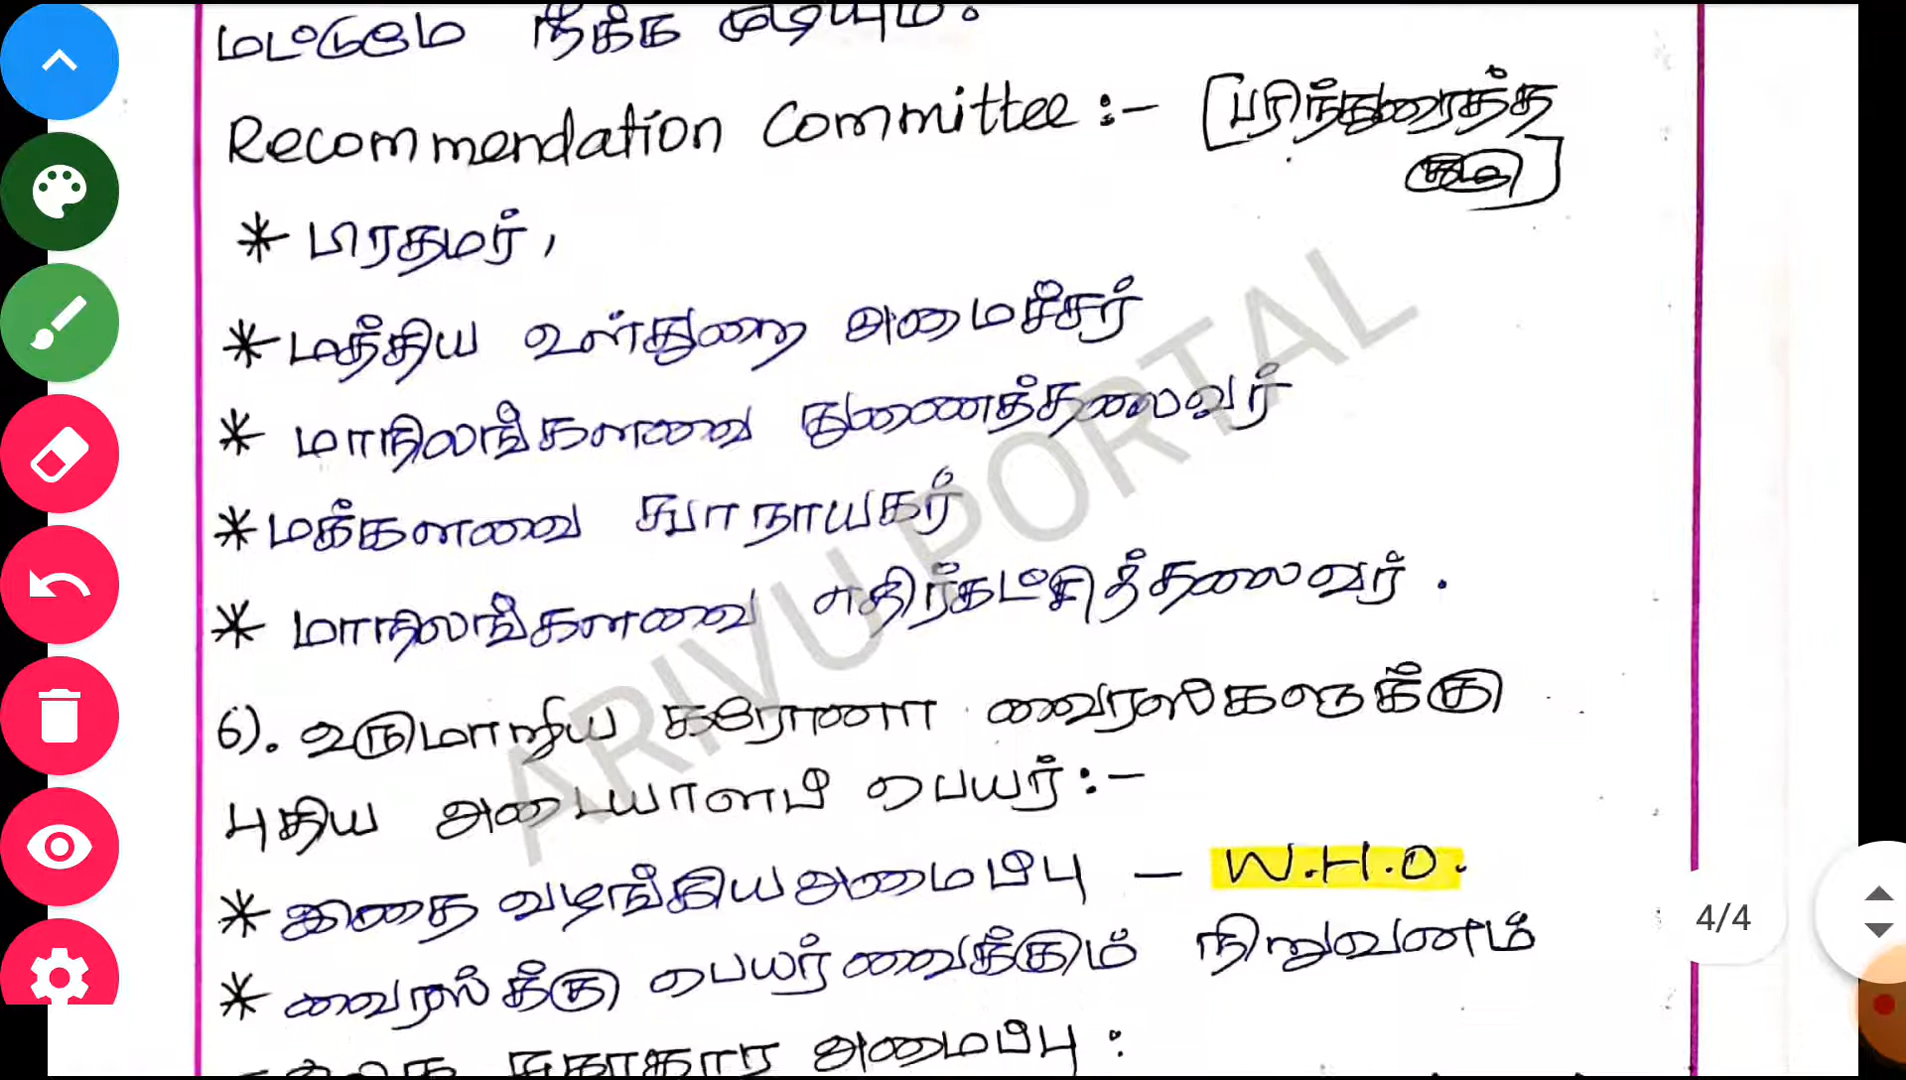 மட்டுமே நீக்க முடியும்.
Recommendation Committee :- [பரிந்துரைத்த
குழு]
* பிரதமர்,
* மத்திய உள்துறை அமைச்சர்
* மாநிலங்களவை துணைத்தலைவர்
* மக்களவை சபாநாயகர்
* மாநிலங்களவை எதிர்கட்சித்தலைவர் .
6). உருமாறிய கரோணா வைரஸ்களுக்கு
புதிய அடையாளப் பெயர் :-
* இதை வழங்கிய அமைப்பு – W.H.O.
* வைரஸ்க்கு பெயர் வைக்கும் நிறுவனம்
சுகாதார அமைப்பு :
ARIVU PORTAL
4/4